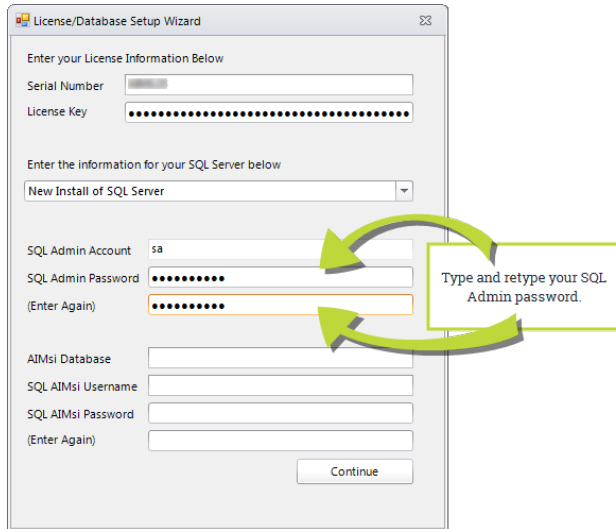 License/Database Setup Wizard
Enter your License Information Below
Serial Number
License Key ••••••••••••••••••••••••••••••••••••••
Enter the information for your SQL Server below
New Install of SQL Server
SQL Admin Account sa
SQL Admin Password ••••••••••
(Enter Again) ••••••••••
Type and retype your SQL
Admin password.
AIMsi Database
SQL AIMsi Username
SQL AIMsi Password
(Enter Again)
Continue